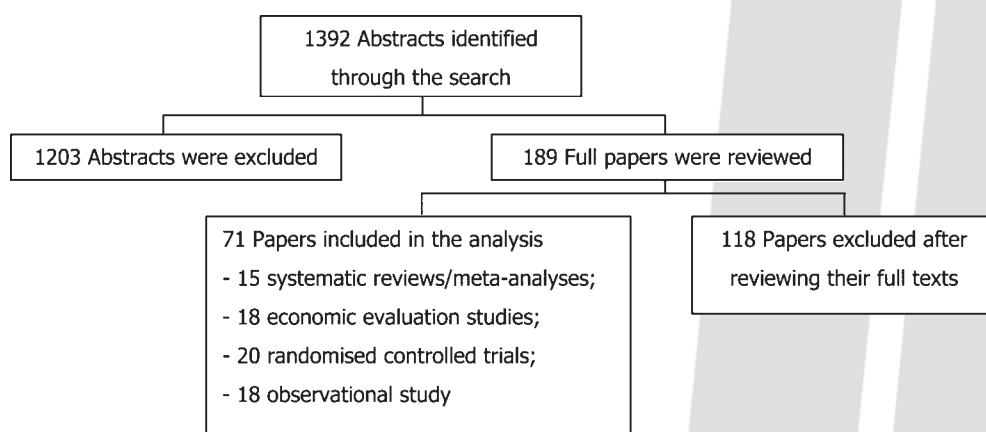 1392 Abstracts identified
through the search
1203 Abstracts were excluded
189 Full papers were reviewed
71 Papers included in the analysis
- 15 systematic reviews/meta-analyses;
- 18 economic evaluation studies;
- 20 randomised controlled trials;
- 18 observational study
118 Papers excluded after
reviewing their full texts